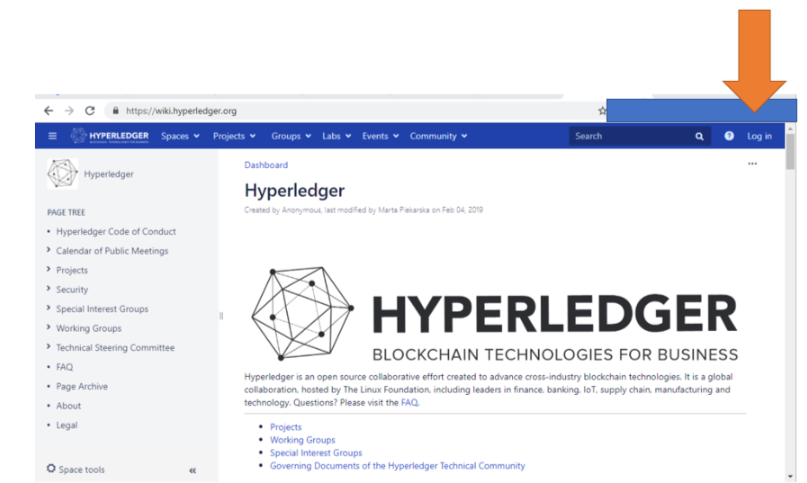 https://wiki.hyperledger.org
HYPERLEDGER Spaces Projects Groups Labs Events Community Search Log in
Hyperledger
PAGE TREE
Hyperledger Code of Conduct
Calendar of Public Meetings
Projects
Security
Special Interest Groups
Working Groups
Technical Steering Committee
FAQ
Page Archive
About
Legal
Space tools
Dashboard
Hyperledger
Created by Anonymous, last modified by Marta Piekarska on Feb 04, 2019
HYPERLEDGER
BLOCKCHAIN TECHNOLOGIES FOR BUSINESS
Hyperledger is an open source collaborative effort created to advance cross-industry blockchain technologies. It is a global
collaboration, hosted by The Linux Foundation, including leaders in finance, banking, IoT, supply chain, manufacturing and
technology. Questions? Please visit the FAQ.
Projects
Working Groups
Special Interest Groups
Governing Documents of the Hyperledger Technical Community